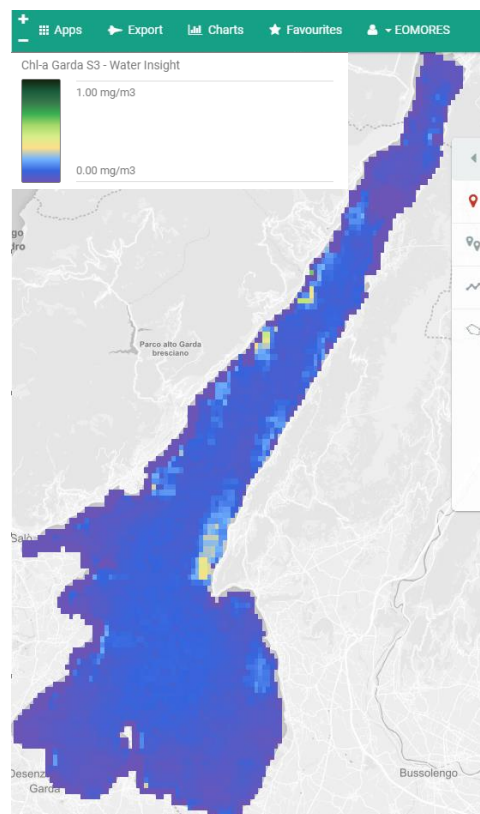 Apps Export Charts Favourites EOMORES
Chl-a Garda S3 - Water Insight
1.00 mg/m3
0.00 mg/m3
Parco alto Garda
bresciano
Salò
Desenz
Garda
Bussolengo